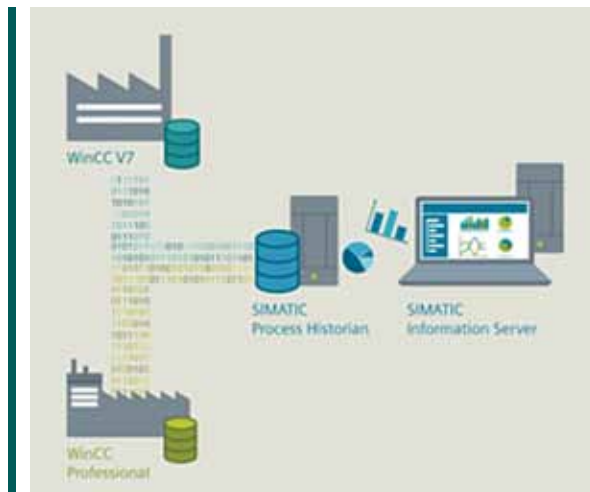 WinCC V7
SIMATIC
Process Historian
SIMATIC
Information Server
WinCC
Professional